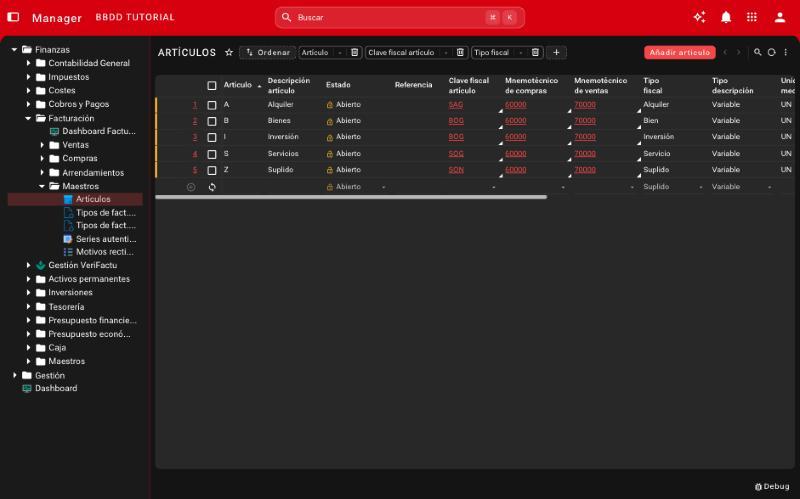 Manager BBDD TUTORIAL Buscar ⌘ K
Finanzas
Contabilidad General
Impuestos
Costes
Cobros y Pagos
Facturación
Dashboard Factu...
Ventas
Compras
Arrendamientos
Maestros
Artículos
Tipos de fact....
Tipos de fact....
Series autenti...
Motivos recti...
Gestión VeriFactu
Activos permanentes
Inversiones
Tesorería
Presupuesto financie...
Presupuesto econó...
Caja
Maestros
Gestión
Dashboard
ARTÍCULOS Ordenar Artículo Clave fiscal artículo Tipo fiscal Añadir artículo
Artículo Descripción artículo Estado Referencia Clave fiscal artículo Mnemotécnico de compras Mnemotécnico de ventas Tipo fiscal Tipo descripción Unid med
1 A Alquiler Abierto SAG 60000 70000 Alquiler Variable UN
2 B Bienes Abierto BOG 60000 70000 Bien Variable UN
3 I Inversión Abierto BOG 60000 70000 Inversión Variable UN
4 S Servicios Abierto SOG 60000 70000 Servicio Variable UN
5 Z Suplido Abierto SON 60000 70000 Suplido Variable UN
Abierto Suplido Variable UN
Debug